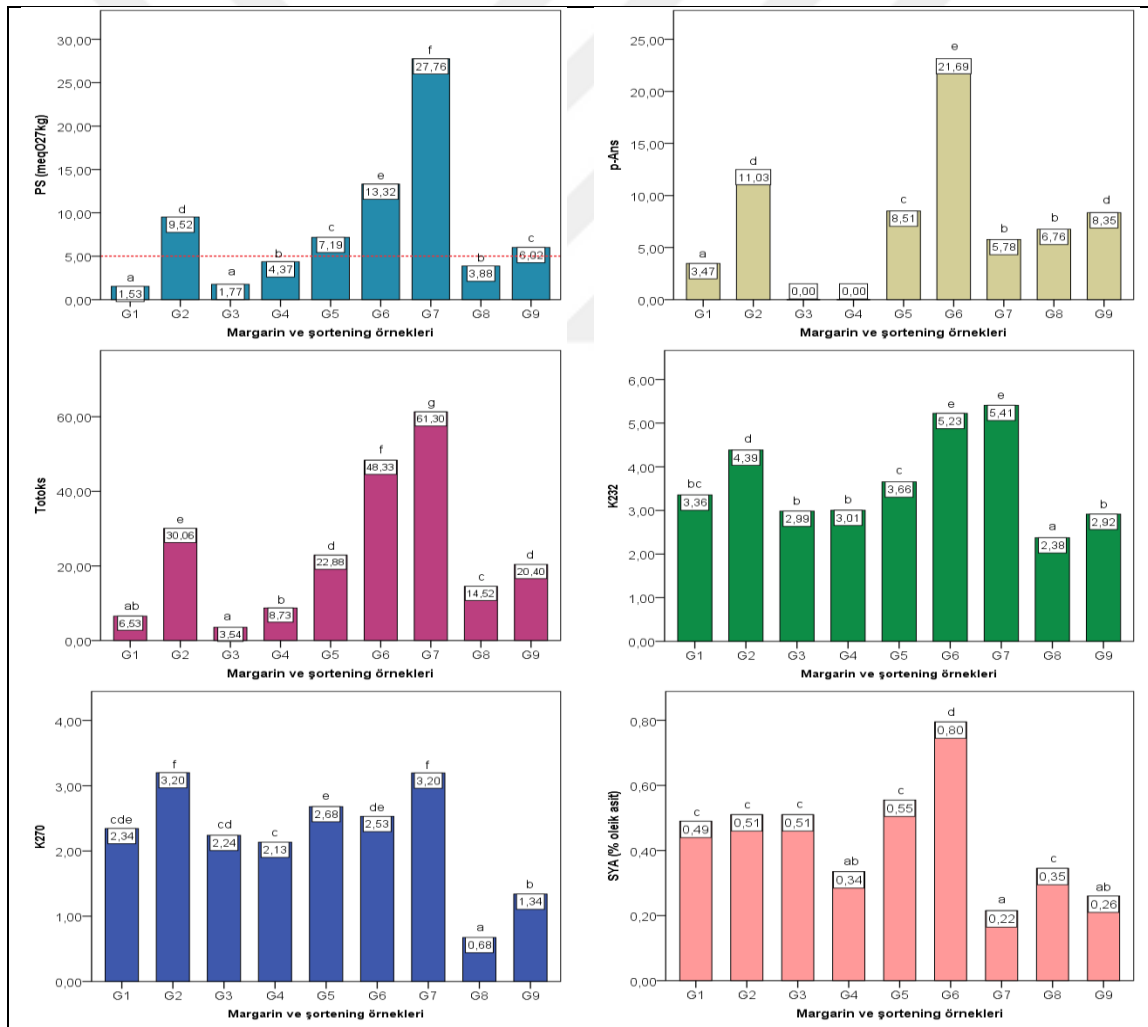 PS (meqO27kg)
30,00
25,00
20,00
15,00
10,00
5,00
0,00
a
d
a
b
c
e
f
b
c
1,53
9,52
1,77
4,37
7,19
13,32
27,76
3,88
6,02
G1 G2 G3 G4 G5 G6 G7 G8 G9
Margarin ve şortening örnekleri
p-Ans
25,00
20,00
15,00
10,00
5,00
0,00
a
d
c
e
b
b
d
3,47
11,03
0,00
0,00
8,51
21,69
5,78
6,76
8,35
G1 G2 G3 G4 G5 G6 G7 G8 G9
Margarin ve şortening örnekleri
Totoks
60,00
40,00
20,00
0,00
ab
e
a
b
d
f
g
c
d
6,53
30,06
3,54
8,73
22,88
48,33
61,30
14,52
20,40
G1 G2 G3 G4 G5 G6 G7 G8 G9
Margarin ve şortening örnekleri
K232
6,00
5,00
4,00
3,00
2,00
1,00
0,00
bc
d
b
b
c
e
e
a
b
3,36
4,39
2,99
3,01
3,66
5,23
5,41
2,38
2,92
G1 G2 G3 G4 G5 G6 G7 G8 G9
Margarin ve şortening örnekleri
K270
4,00
3,00
2,00
1,00
0,00
cde
f
cd
c
e
de
f
a
b
2,34
3,20
2,24
2,13
2,68
2,53
3,20
0,68
1,34
G1 G2 G3 G4 G5 G6 G7 G8 G9
Margarin ve şortening örnekleri
SYA (% oleik asit)
0,80
0,60
0,40
0,20
0,00
c
c
c
ab
c
d
a
c
ab
0,49
0,51
0,51
0,34
0,55
0,80
0,22
0,35
0,26
G1 G2 G3 G4 G5 G6 G7 G8 G9
Margarin ve şortening örnekleri